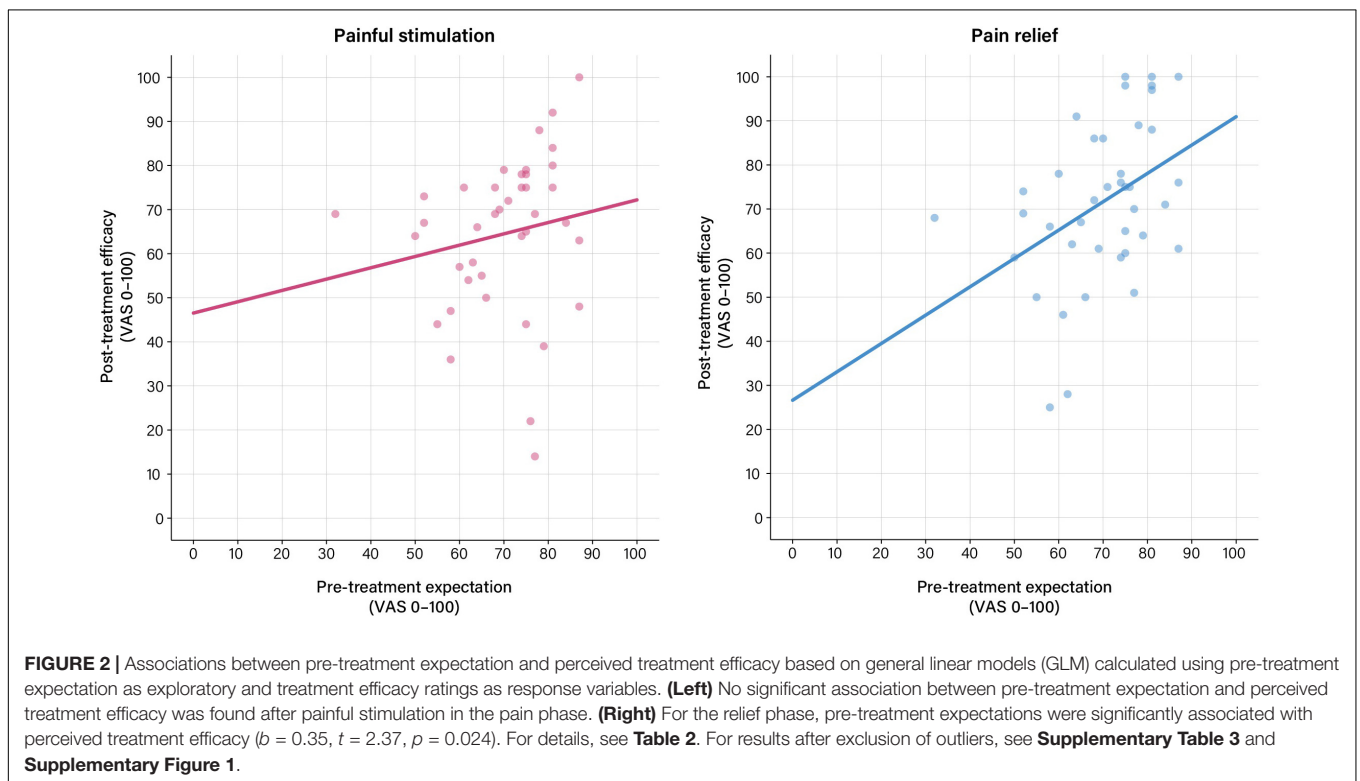 Painful stimulation
100
90
80
70
60
50
40
30
20
10
0
Post-treatment efficacy
(VAS 0–100)
0 10 20 30 40 50 60 70 80 90 100
Pre-treatment expectation
(VAS 0–100)
Pain relief
100
90
80
70
60
50
40
30
20
10
0
Post-treatment efficacy
(VAS 0–100)
0 10 20 30 40 50 60 70 80 90 100
Pre-treatment expectation
(VAS 0–100)
FIGURE 2 | Associations between pre-treatment expectation and perceived treatment efficacy based on general linear models (GLM) calculated using pre-treatment
expectation as exploratory and treatment efficacy ratings as response variables. (Left) No significant association between pre-treatment expectation and perceived
treatment efficacy was found after painful stimulation in the pain phase. (Right) For the relief phase, pre-treatment expectations were significantly associated with
perceived treatment efficacy (b = 0.35, t = 2.37, p = 0.024). For details, see Table 2. For results after exclusion of outliers, see Supplementary Table 3 and
Supplementary Figure 1.